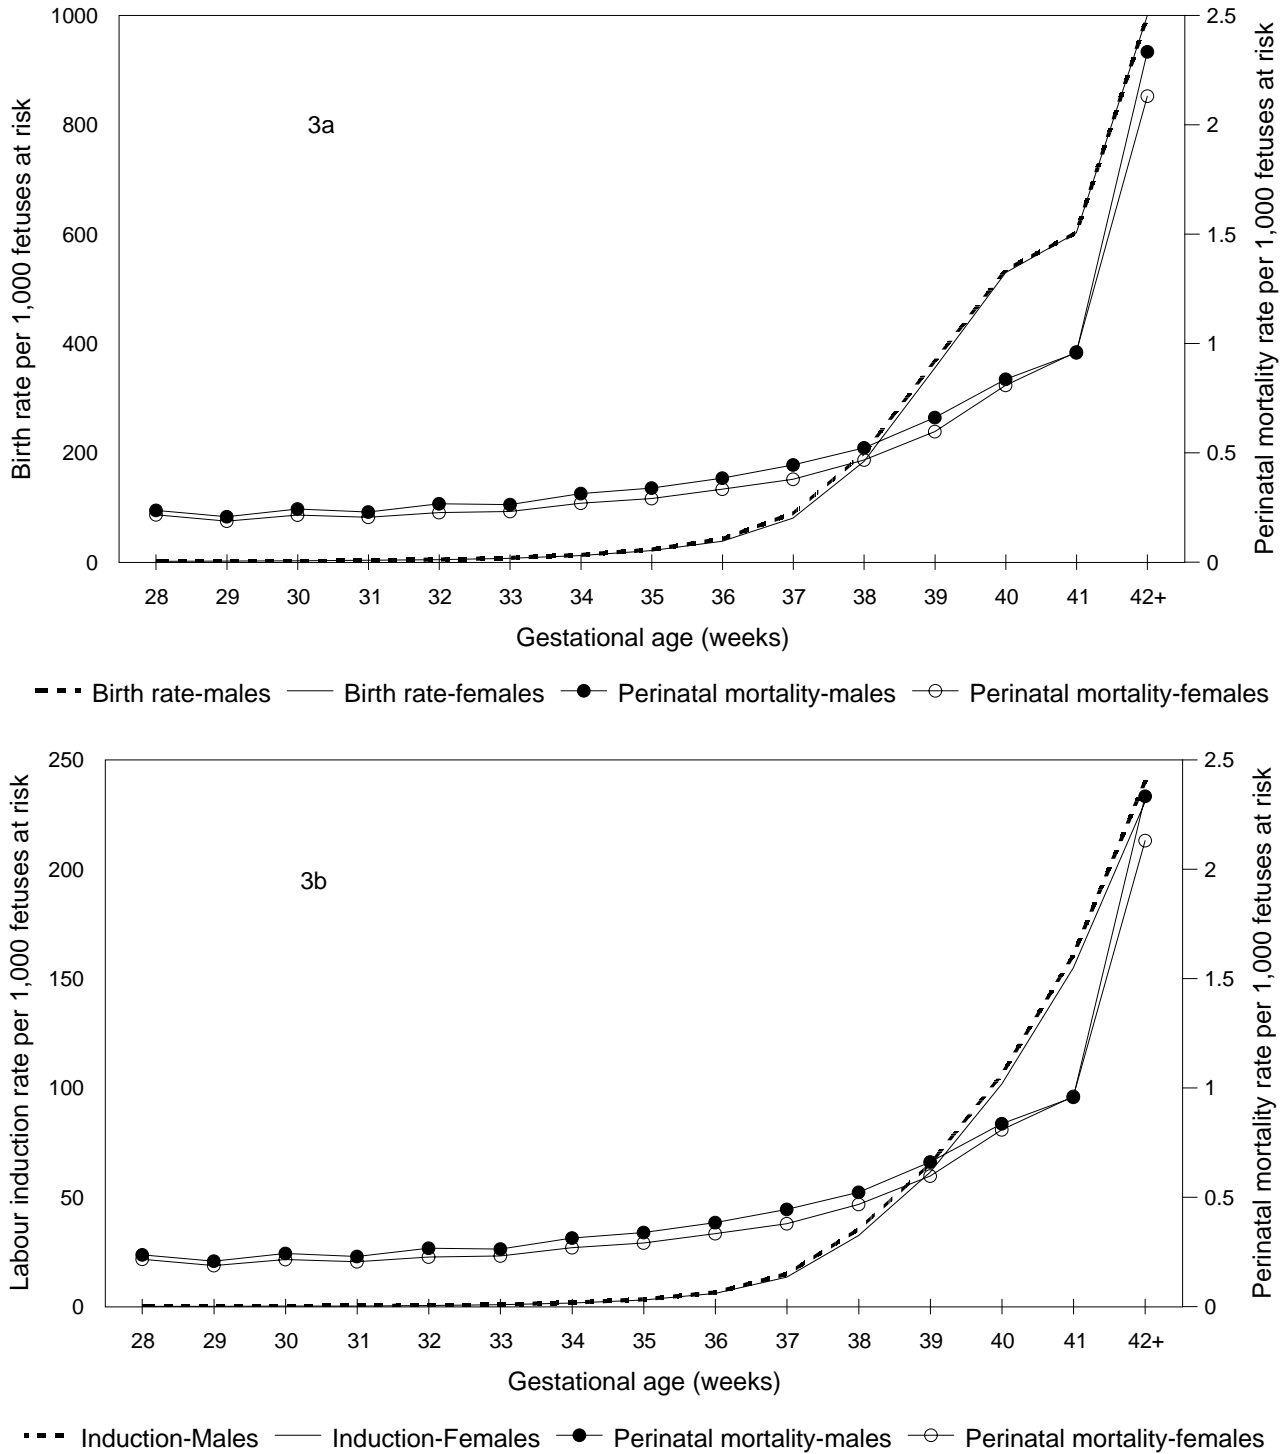 1000
800
600
400
200
0
2.5
2
1.5
1
0.5
0
Birth rate per 1,000 fetuses at risk
Perinatal mortality rate per 1,000 fetuses at risk
3a
28 29 30 31 32 33 34 35 36 37 38 39 40 41 42+
Gestational age (weeks)
Birth rate-males Birth rate-females Perinatal mortality-males Perinatal mortality-females
250
200
150
100
50
0
2.5
2
1.5
1
0.5
0
Labour induction rate per 1,000 fetuses at risk
Perinatal mortality rate per 1,000 fetuses at risk
3b
28 29 30 31 32 33 34 35 36 37 38 39 40 41 42+
Gestational age (weeks)
Induction-Males Induction-Females Perinatal mortality-males Perinatal mortality-females